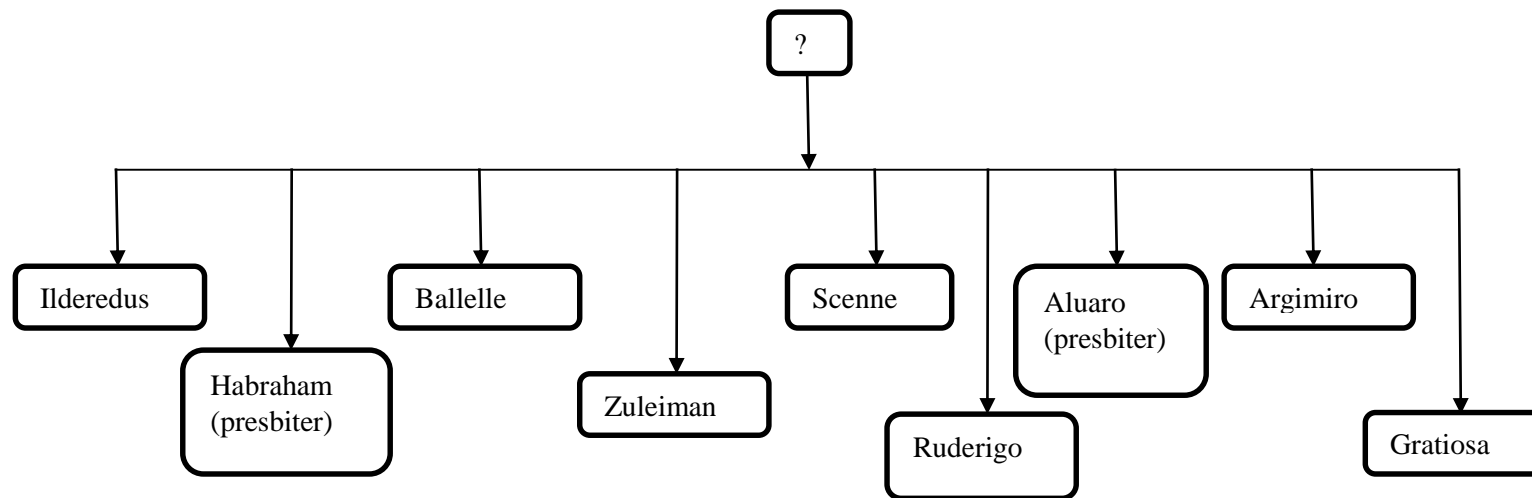 ?
Ilderedus
Habraham
(presbiter)
Ballelle
Zuleiman
Scenne
Ruderigo
Aluaro
(presbiter)
Argimiro
Gratiosa